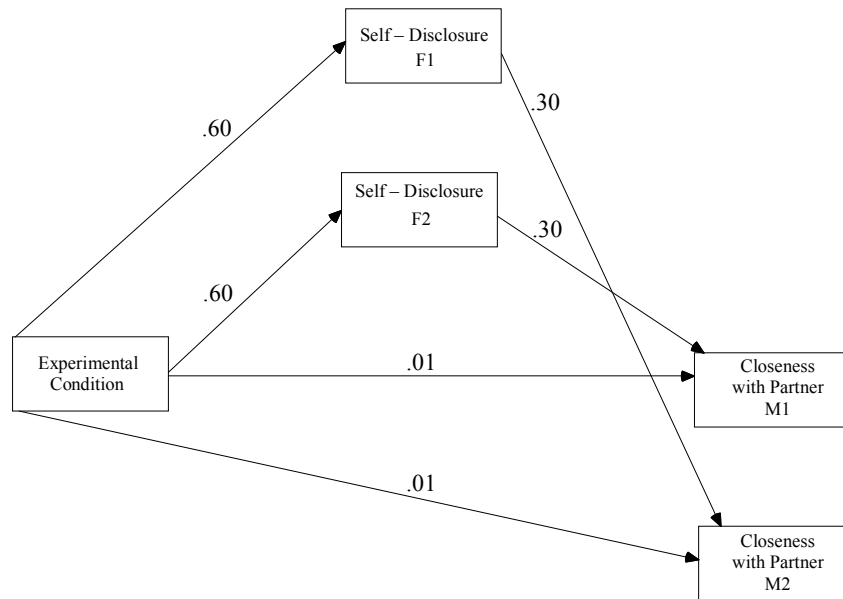 Self – Disclosure
F1
.30
.60
Self – Disclosure
F2
.30
.60
Experimental
Condition
.01
Closeness
with Partner
M1
.01
Closeness
with Partner
M2